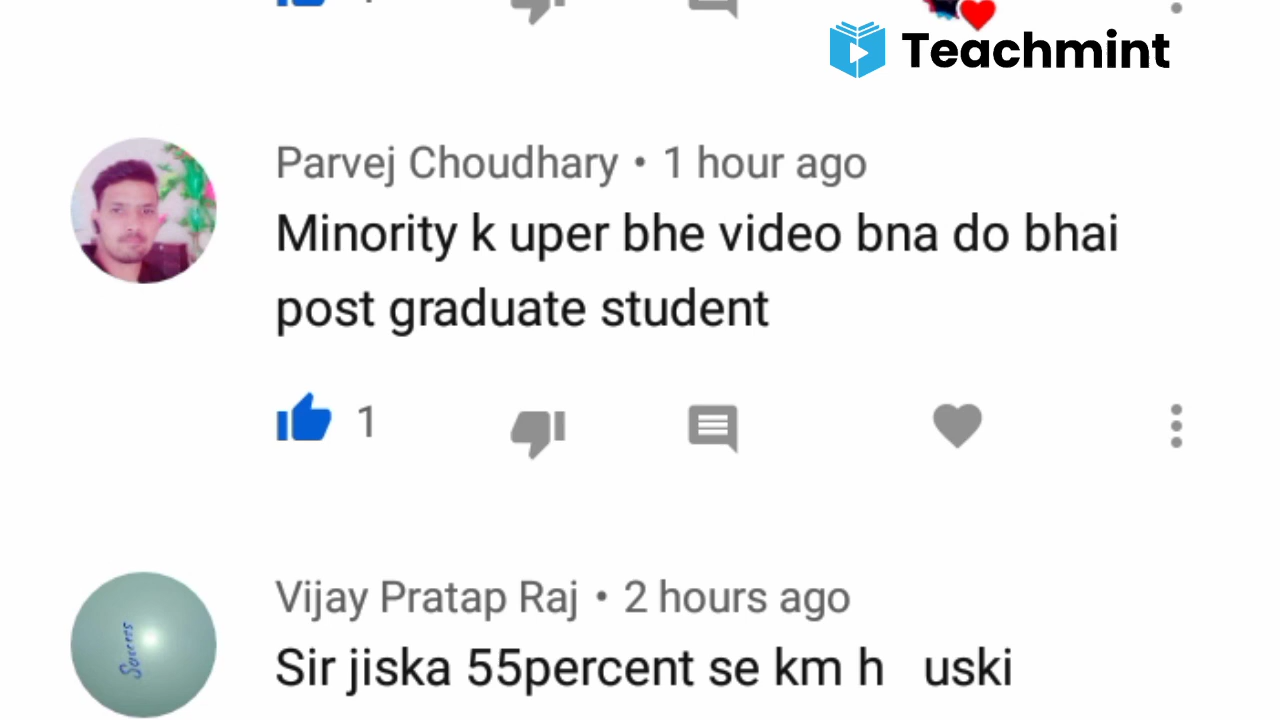 Teachmint
Parvej Choudhary • 1 hour ago
Minority k uper bhe video bna do bhai
post graduate student
1
Vijay Pratap Raj • 2 hours ago
Success
Sir jiska 55percent se km h uski